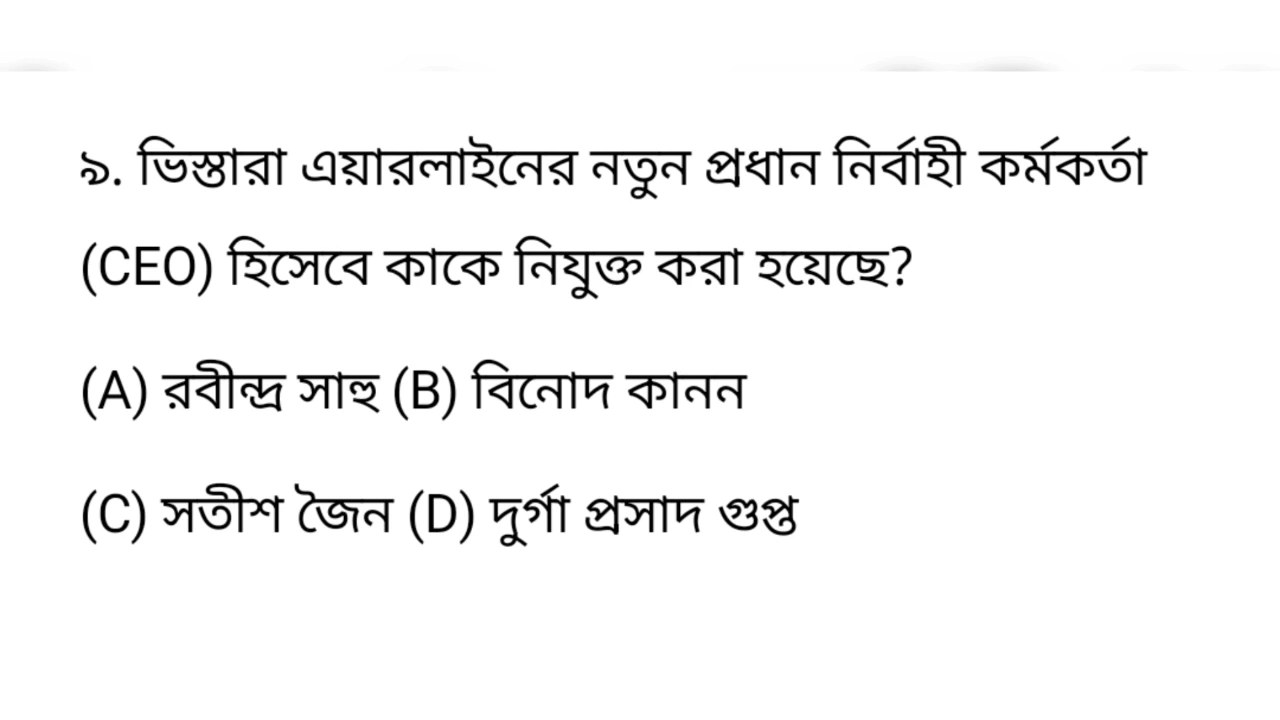 ৯. ভিস্তারা এয়ারলাইনের নতুন প্রধান নির্বাহী কর্মকর্তা
(CEO) হিসেবে কাকে নিযুক্ত করা হয়েছে?
(A) রবীন্দ্র সাহু (B) বিনোদ কানন
(C) সতীশ জৈন (D) দুর্গা প্রসাদ গুপ্ত